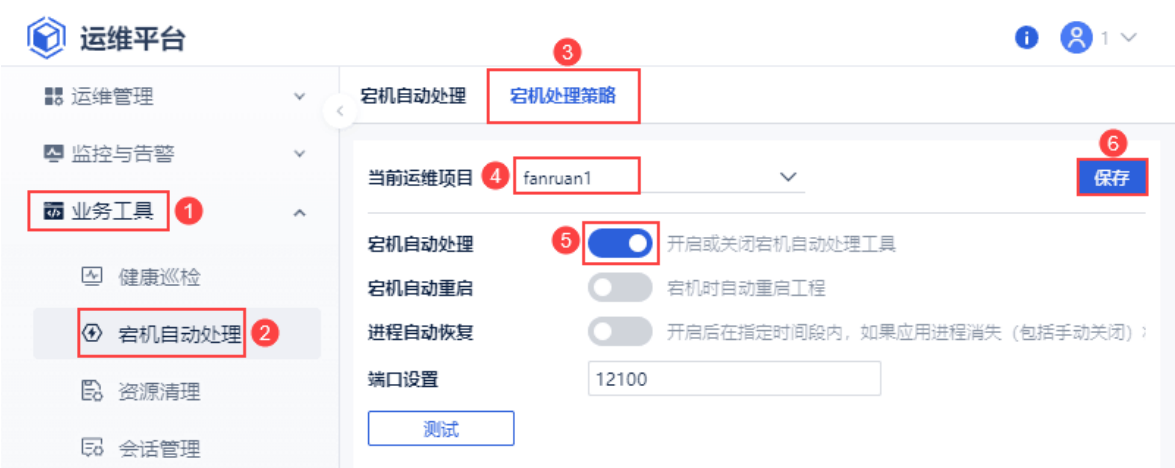 运维平台
1
3
运维管理
宕机自动处理
宕机处理策略
监控与告警
6
当前运维项目
4
fanruan1
保存
业务工具
1
宕机自动处理
5
开启或关闭宕机自动处理工具
健康巡检
宕机自动重启
宕机时自动重启工程
宕机自动处理
2
进程自动恢复
开启后在指定时间段内，如果应用进程消失（包括手动关闭）
资源清理
端口设置
12100
测试
会话管理